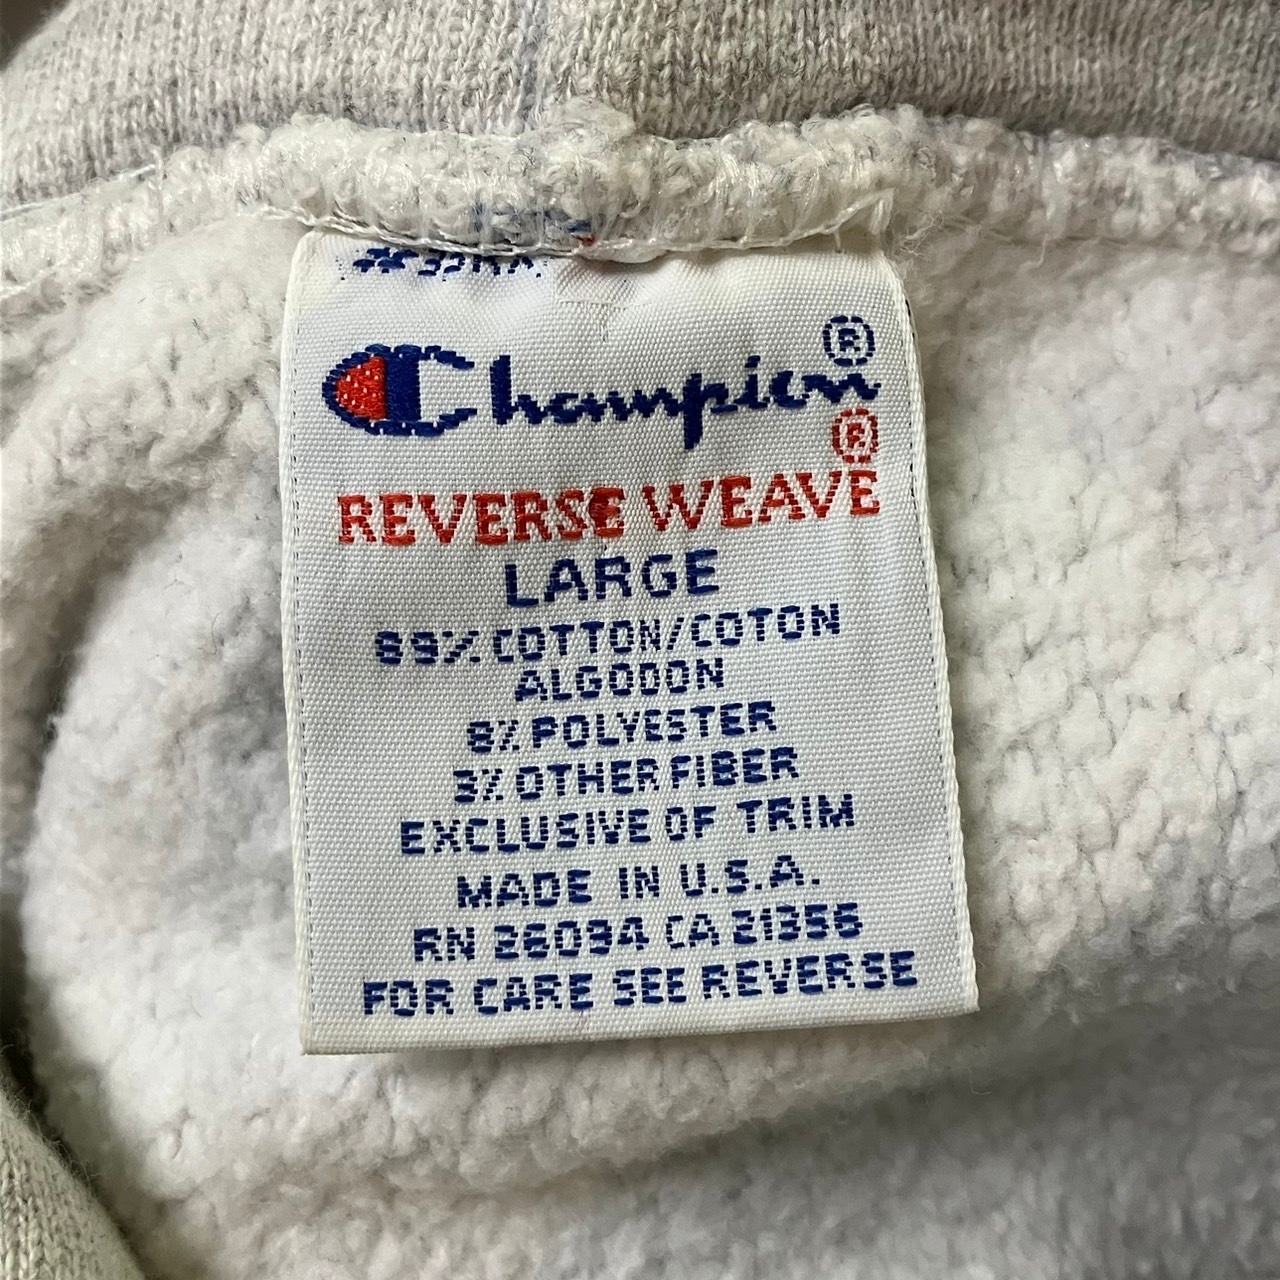 Champion®
REVERSE WEAVE®
LARGE
89% COTTON/COTON
ALGODON
8% POLYESTER
3% OTHER FIBER
EXCLUSIVE OF TRIM
MADE IN U.S.A.
RN 26094 CA 21356
FOR CARE SEE REVERSE